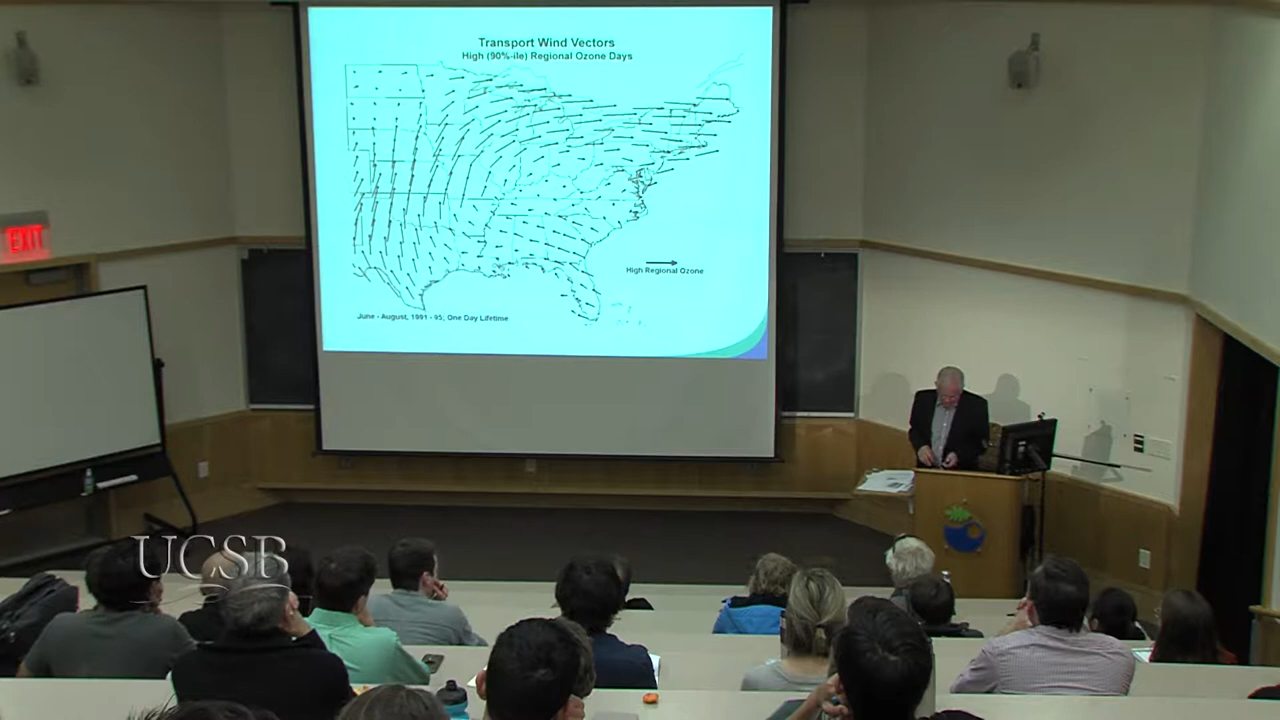 Transport Wind Vectors
High (90%-ile) Regional Ozone Days
High Regional Ozone
June - August, 1991 - 95; One Day Lifetime
EXIT
UCSB